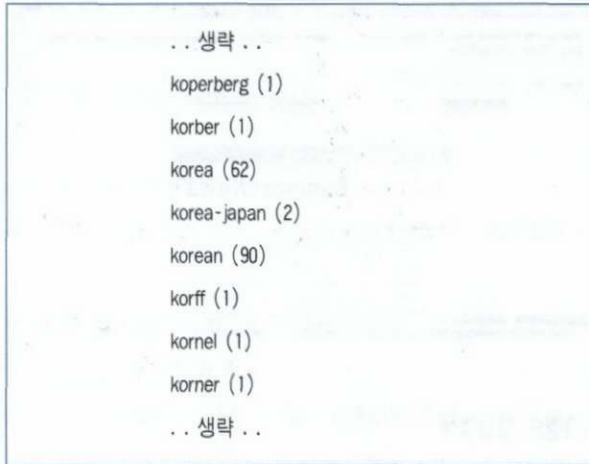 . . 생략 . .
koperberg (1)
korber (1)
korea (62)
korea-japan (2)
korean (90)
korff (1)
kornel (1)
korner (1)
. . 생략 . .